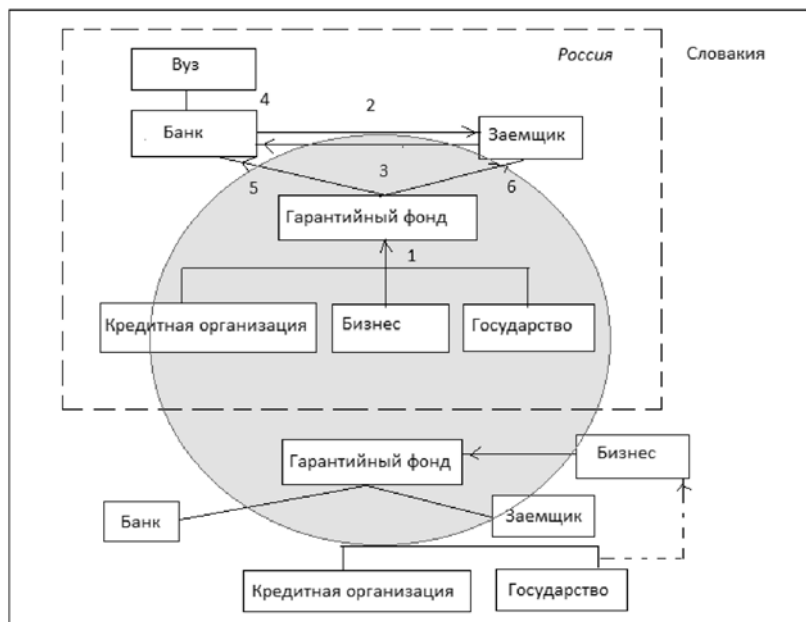 Россия
Словакия
Вуз
4
2
Банк
Заемщик
3
5
6
Гарантийный фонд
1
Кредитная организация
Бизнес
Государство
Гарантийный фонд
Бизнес
Банк
Заемщик
Кредитная организация
Государство